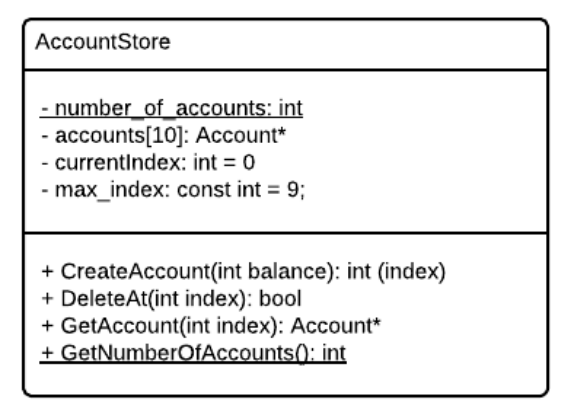 AccountStore
- number_of_accounts: int
- accounts[10]: Account*
- currentIndex: int = 0
- max_index: const int = 9;
+ CreateAccount(int balance): int (index)
+ DeleteAt(int index): bool
+ GetAccount(int index): Account*
+ GetNumberOfAccounts(): int